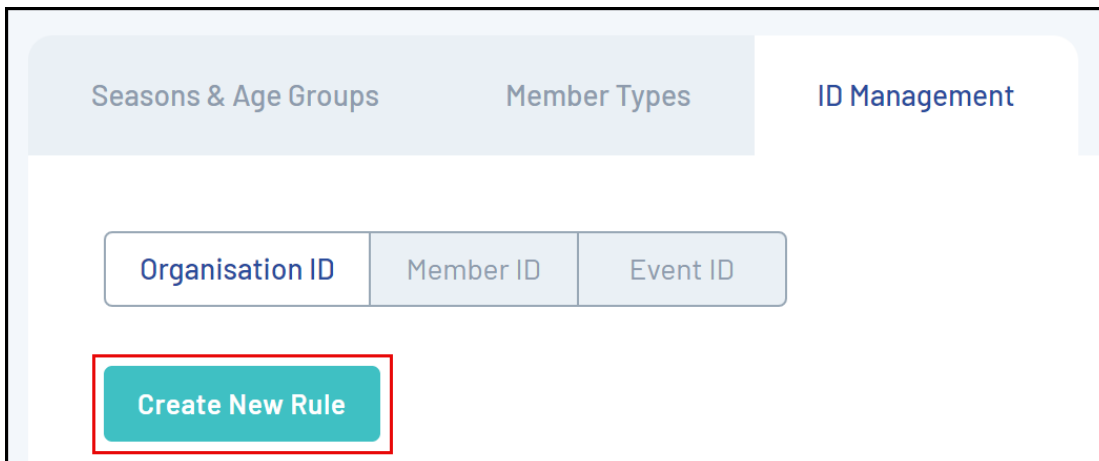 Seasons & Age Groups Member Types ID Management
Organisation ID Member ID Event ID
Create New Rule